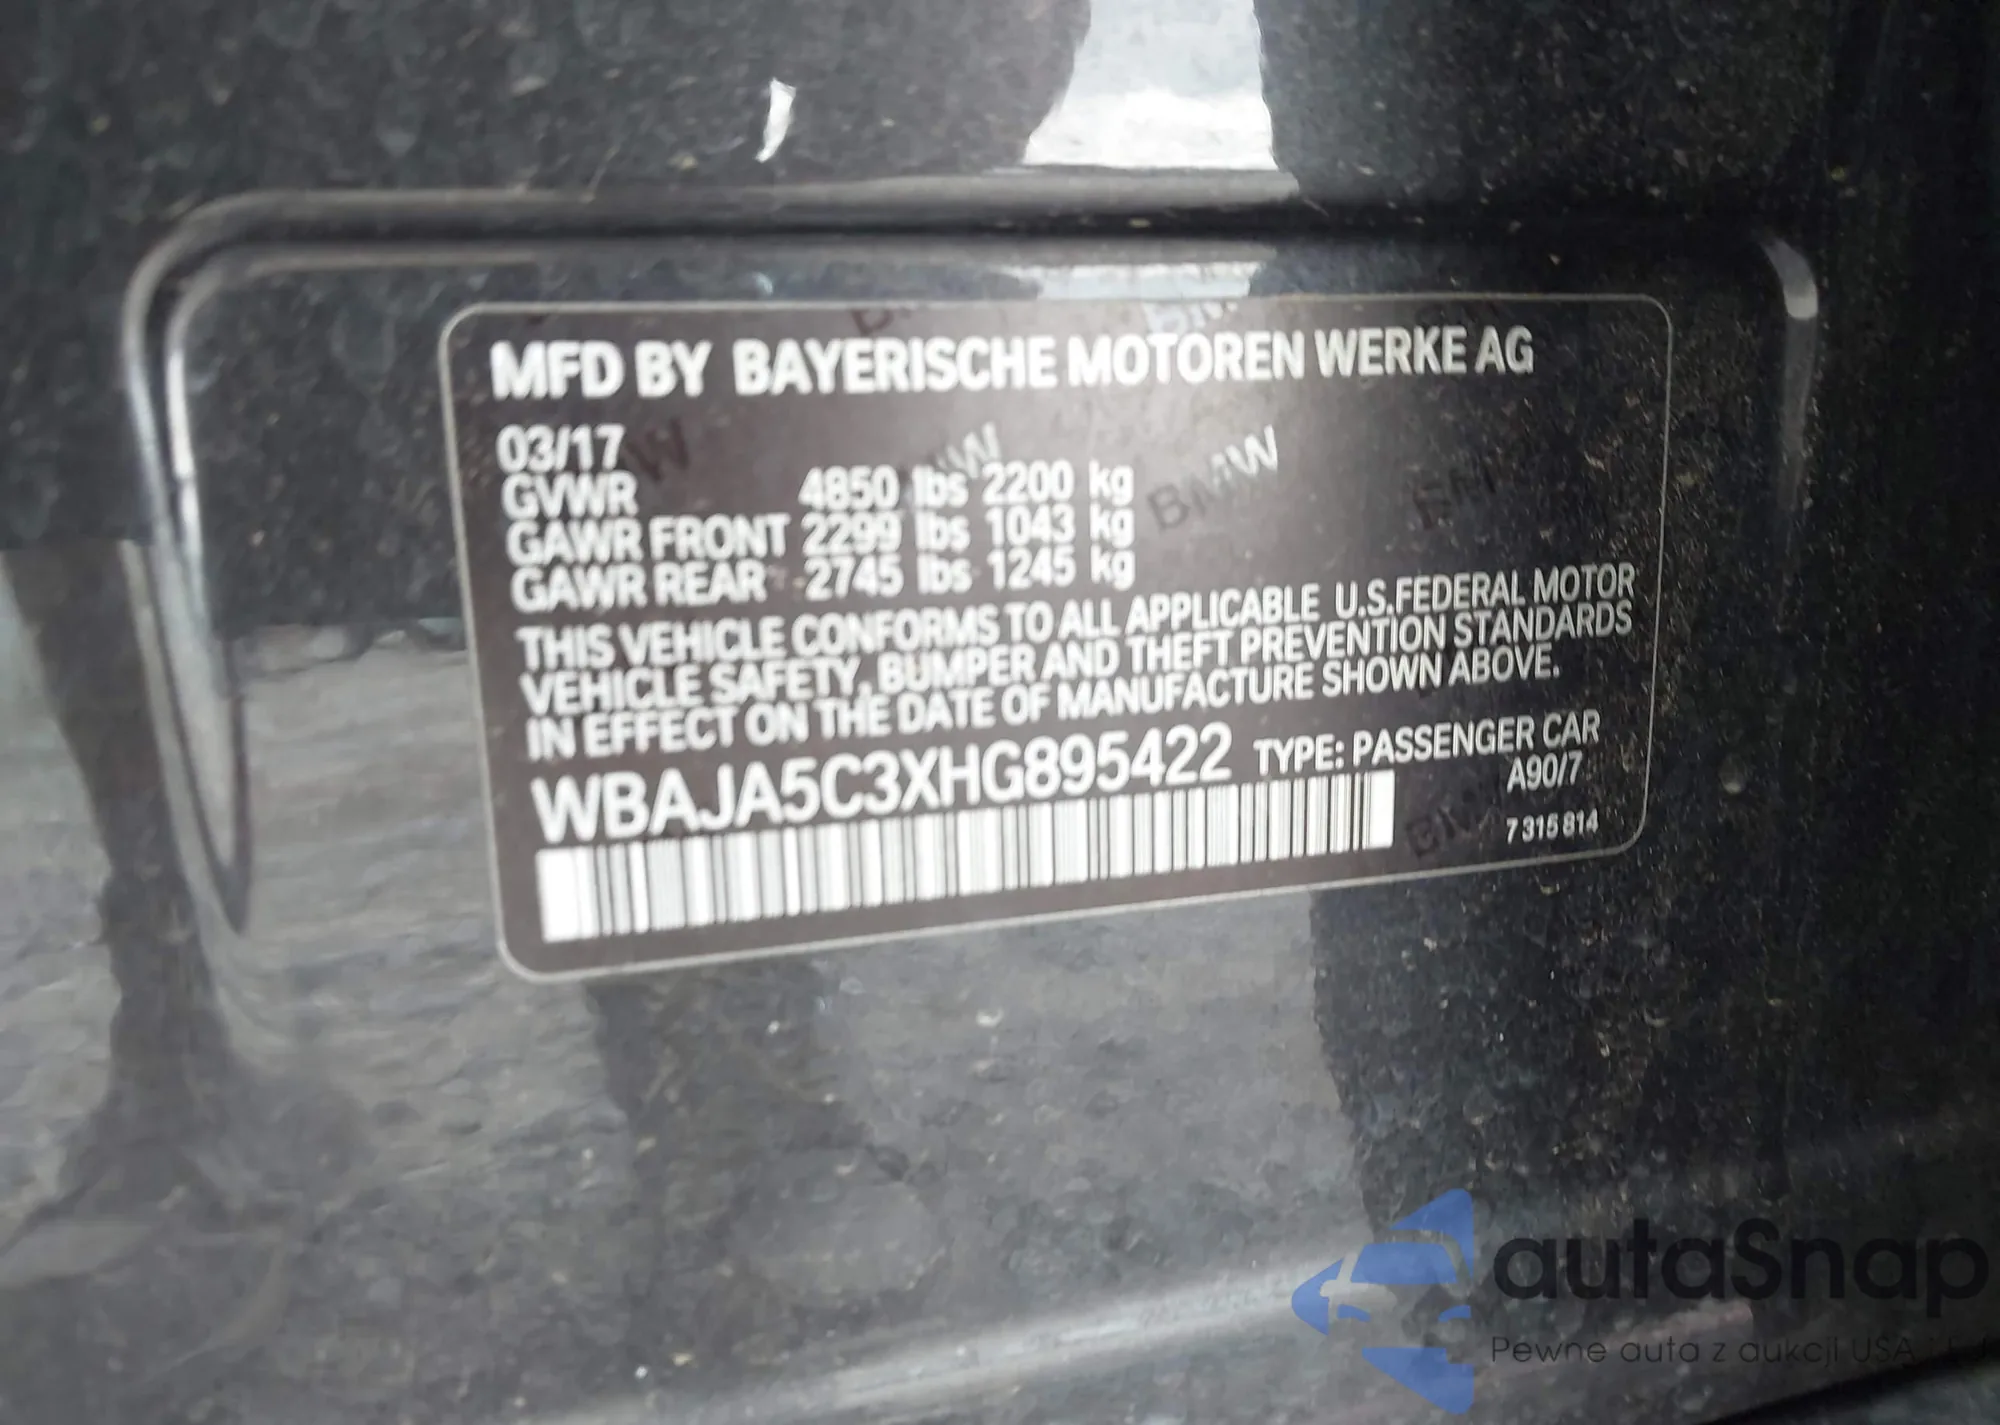 MFD BY BAYERISCHE MOTOREN WERKE AG
03/17
GVWR 4850 lbs 2200 kg
GAWR FRONT 2299 lbs 1043 kg
GAWR REAR 2745 lbs 1245 kg
THIS VEHICLE CONFORMS TO ALL APPLICABLE U.S.FEDERAL MOTOR
VEHICLE SAFETY, BUMPER AND THEFT PREVENTION STANDARDS
IN EFFECT ON THE DATE OF MANUFACTURE SHOWN ABOVE.
WBAJA5C3XHG895422 TYPE: PASSENGER CAR
A90/7
7 315 814
BMW
BMW
autaSnap
Pewne auta z aukcji USA